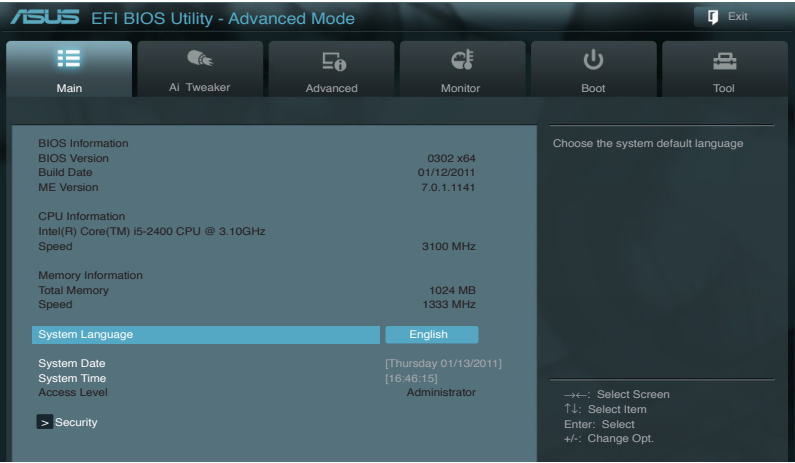 ASUS EFI BIOS Utility - Advanced Mode
Exit
Main
Ai Tweaker
Advanced
Monitor
Boot
Tool
BIOS Information
BIOS Version 0302 x64
Build Date 01/12/2011
ME Version 7.0.1.1141
CPU Information
Intel(R) Core(TM) i5-2400 CPU @ 3.10GHz
Speed 3100 MHz
Memory Information
Total Memory 1024 MB
Speed 1333 MHz
System Language English
System Date [Thursday 01/13/2011]
System Time [16:46:15]
Access Level Administrator
> Security
Choose the system default language
→←: Select Screen
↑↓: Select Item
Enter: Select
+/-: Change Opt.